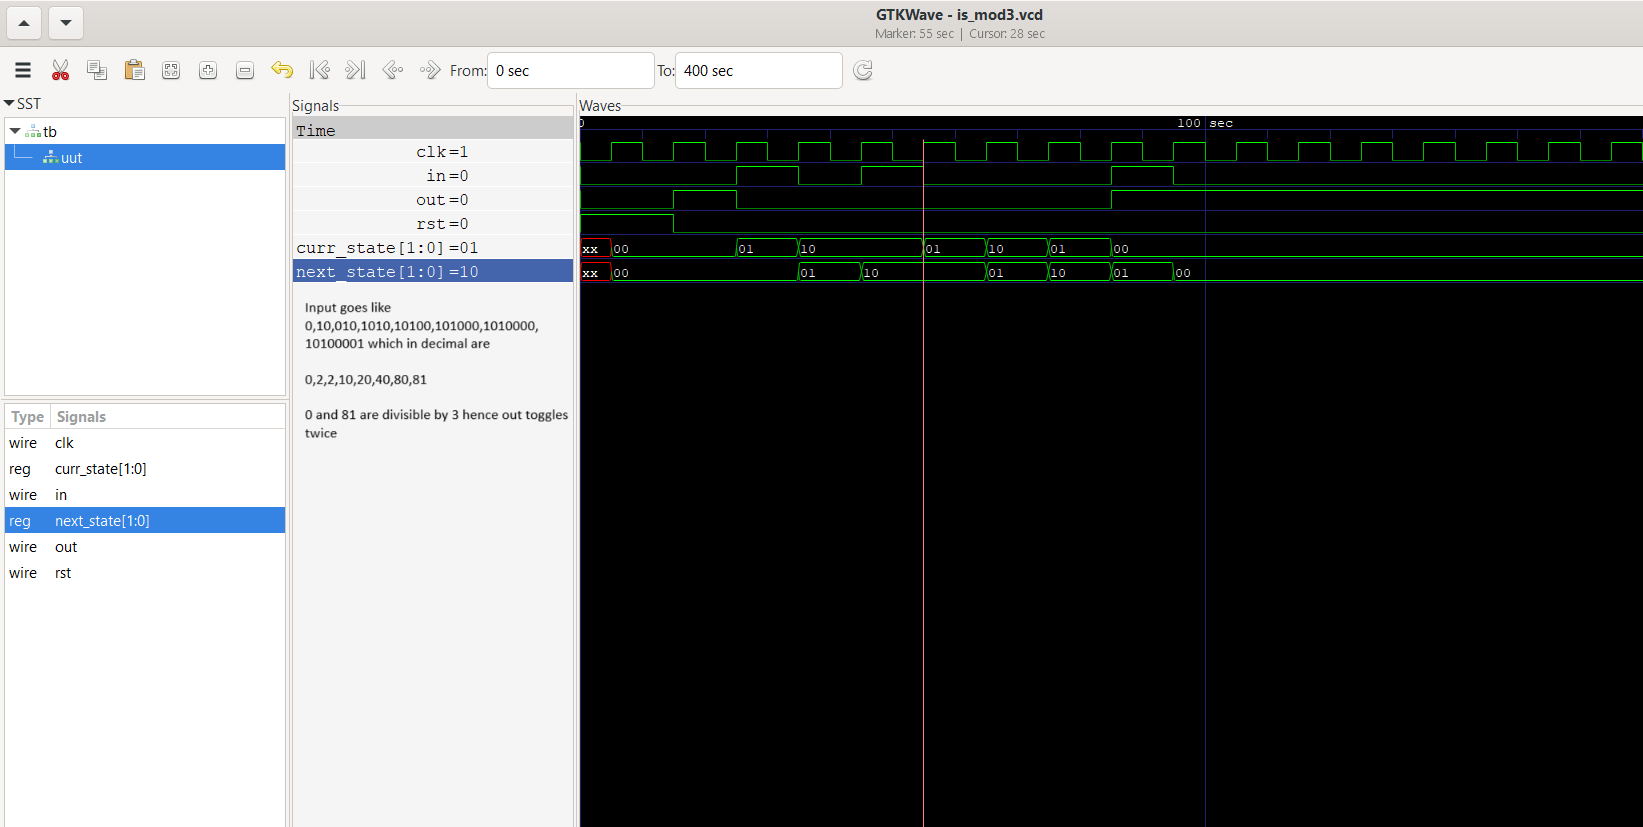 GTKWave - is_mod3.vcd
Marker: 55 sec | Cursor: 28 sec
From: 0 sec To: 400 sec
SST
tb
uut
Type Signals
wire clk
reg curr_state[1:0]
wire in
reg next_state[1:0]
wire out
wire rst
Signals
Time
clk=1
in=0
out=0
rst=0
curr_state[1:0]=01
next_state[1:0]=10
Input goes like
0,10,010,1010,10100,101000,1010000,
10100001 which in decimal are
0,2,2,10,20,40,80,81
0 and 81 are divisible by 3 hence out toggles
twice
Waves
0 100 sec
xx 00 01 10 01 10 01 00
xx 00 01 10 01 10 01 00